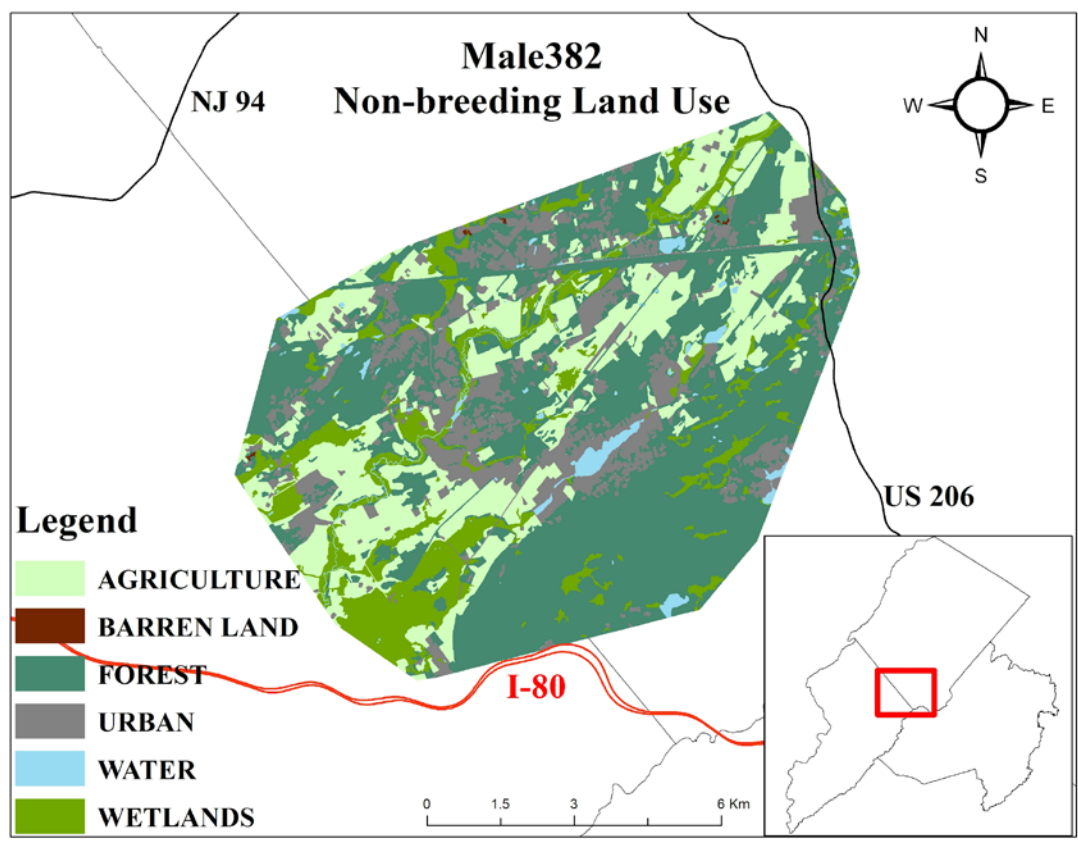 Male382
Non-breeding Land Use
NJ 94
N
W E
S
US 206
Legend
AGRICULTURE
BARREN LAND
FOREST
URBAN
WATER
WETLANDS
I-80
0 1.5 3 6 Km